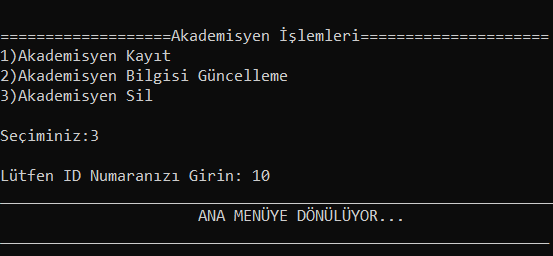 ===================Akademisyen İşlemleri=====================
1)Akademisyen Kayıt
2)Akademisyen Bilgisi Güncelleme
3)Akademisyen Sil
Seçiminiz:3
Lütfen ID Numaranızı Girin: 10
ANA MENÜYE DÖNÜLÜYOR...